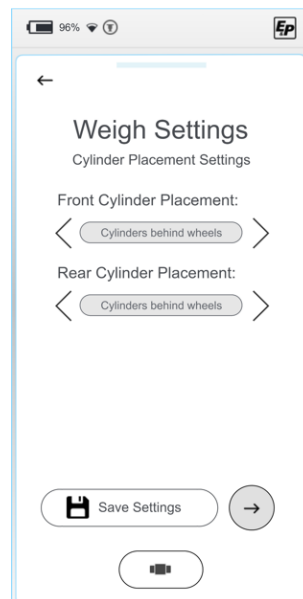 96%
EP
Weigh Settings
Cylinder Placement Settings
Front Cylinder Placement:
Cylinders behind wheels
Rear Cylinder Placement:
Cylinders behind wheels
Save Settings